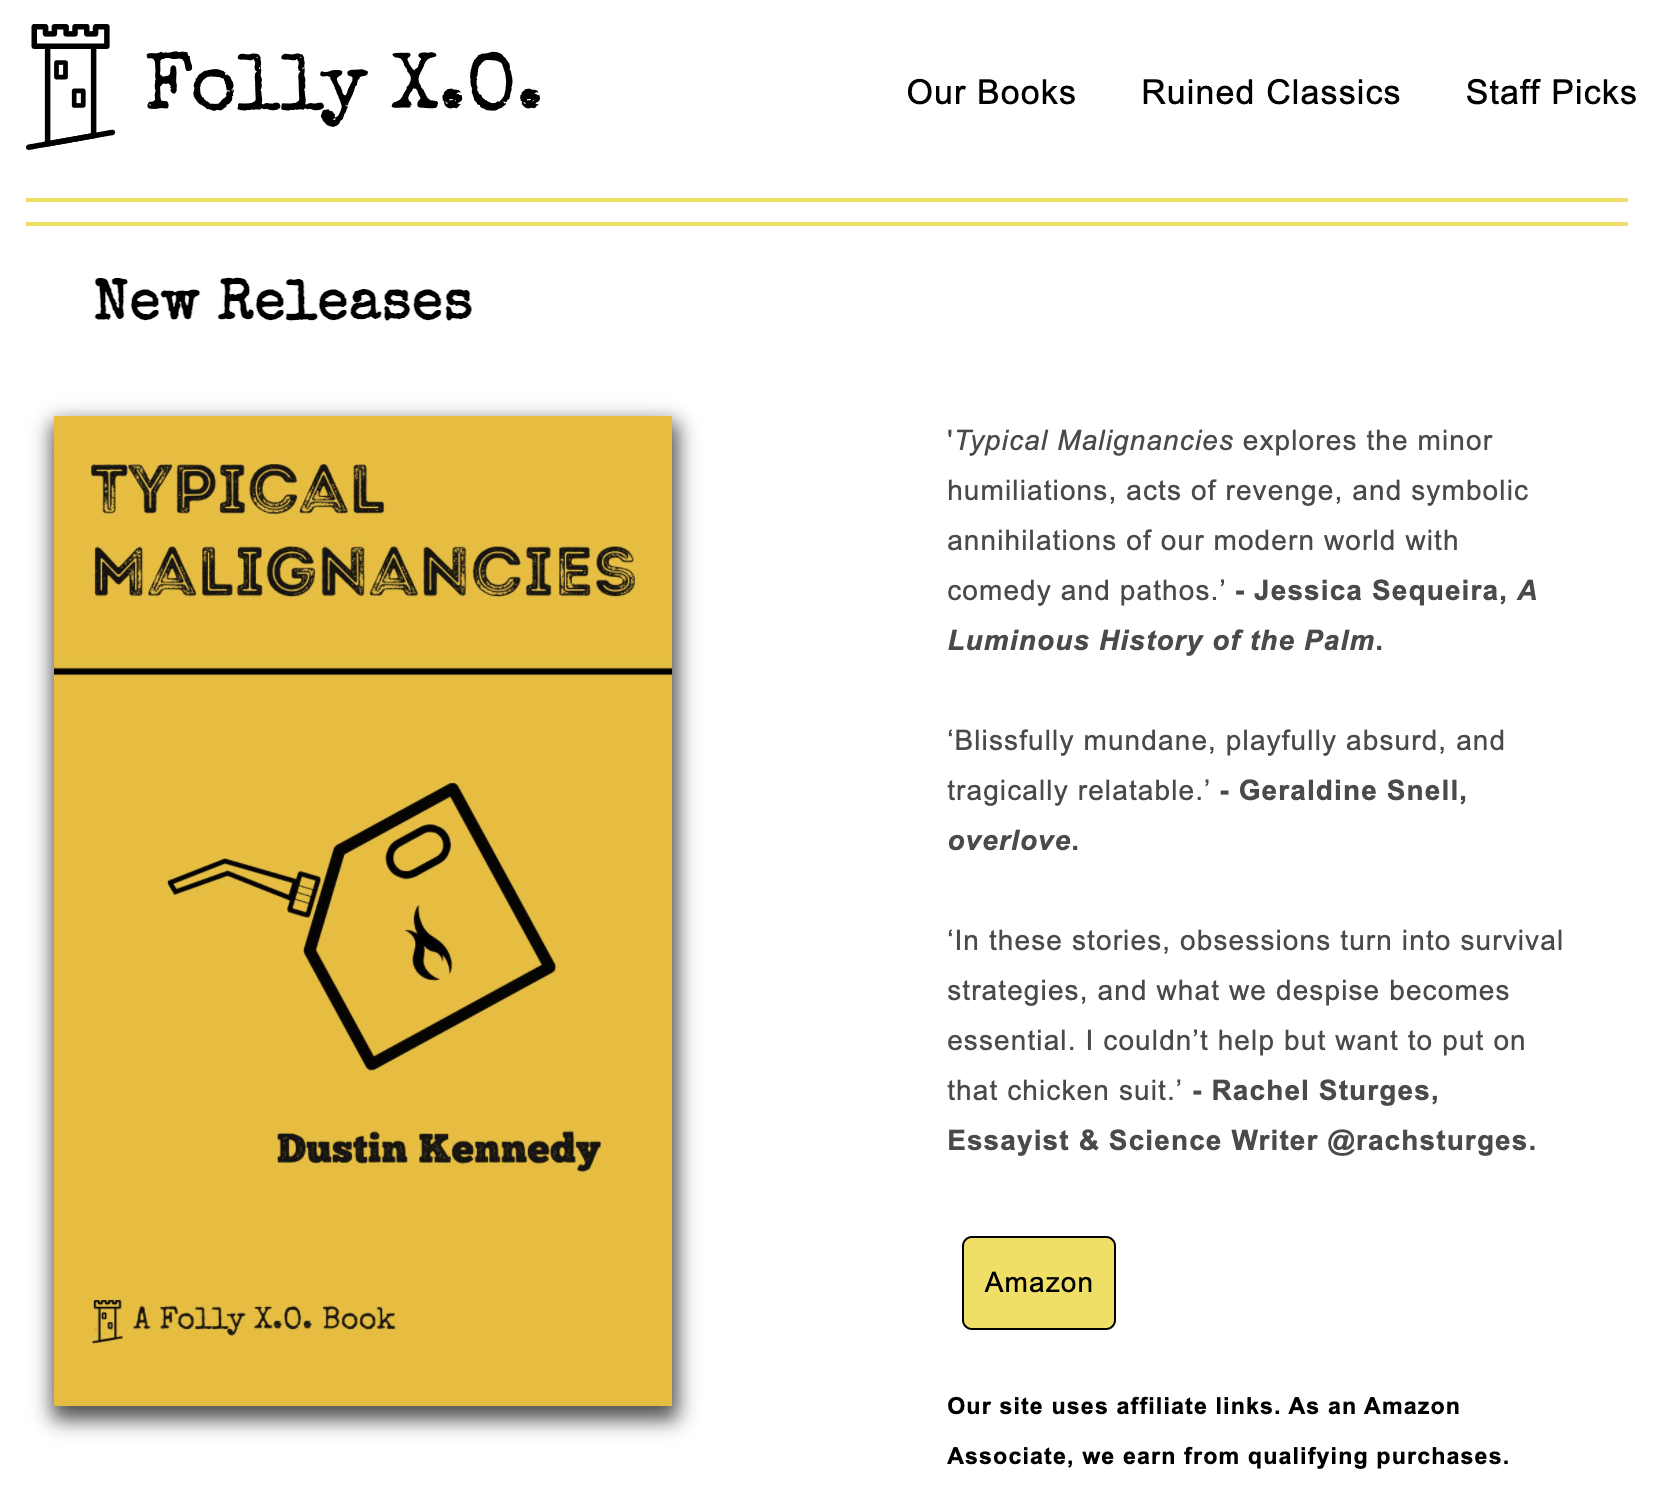 Folly X.O.
Our Books Ruined Classics Staff Picks
New Releases
TYPICAL
MALIGNANCIES
Dustin Kennedy
A Folly X.O. Book
'Typical Malignancies explores the minor
humiliations, acts of revenge, and symbolic
annihilations of our modern world with
comedy and pathos.’ - Jessica Sequeira, A
Luminous History of the Palm.
‘Blissfully mundane, playfully absurd, and
tragically relatable.’ - Geraldine Snell,
overlove.
‘In these stories, obsessions turn into survival
strategies, and what we despise becomes
essential. I couldn’t help but want to put on
that chicken suit.’ - Rachel Sturges,
Essayist & Science Writer @rachsturges.
Amazon
Our site uses affiliate links. As an Amazon
Associate, we earn from qualifying purchases.